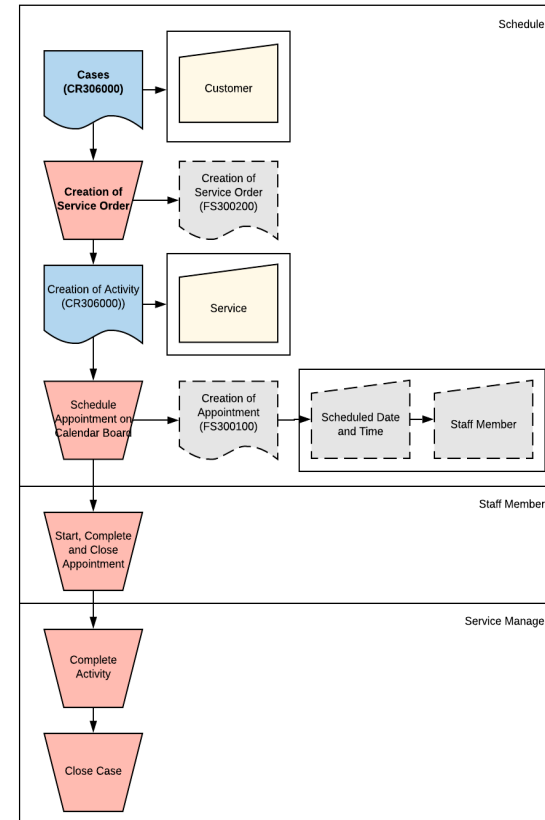 Schedule
Cases
(CR306000)
Customer
Creation of
Service Order
Creation of
Service Order
(FS300200)
Creation of Activity
(CR306000))
Service
Schedule
Appointment on
Calendar Board
Creation of
Appointment
(FS300100)
Scheduled Date
and Time
Staff Member
Staff Member
Start, Complete
and Close
Appointment
Service Manage
Complete
Activity
Close Case